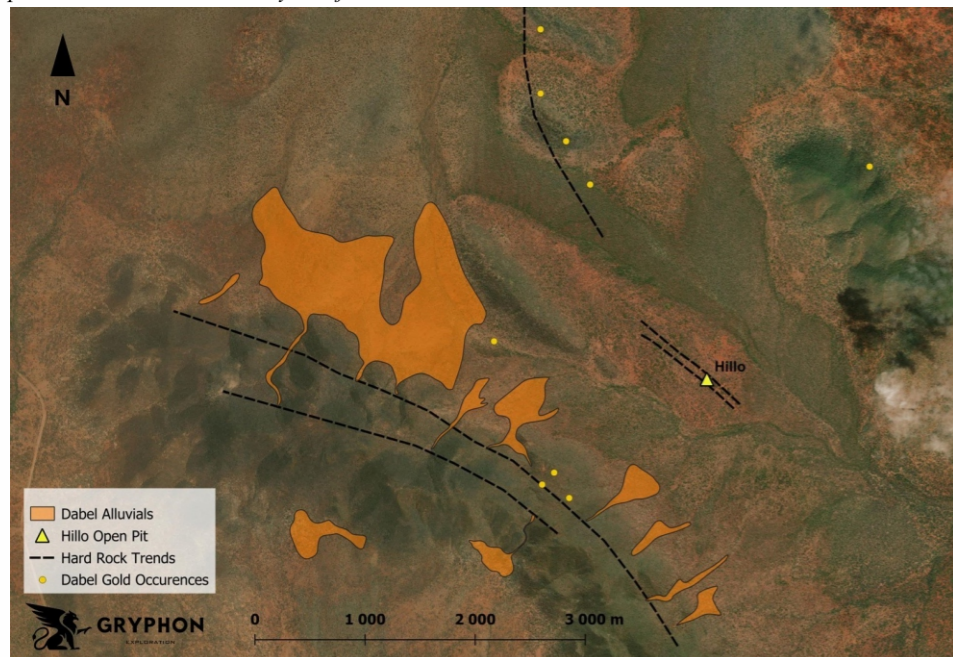 N
Hillo
Dabel Alluvials
Hillo Open Pit
Hard Rock Trends
Dabel Gold Occurences
GRYPHON
EXPLORATION
0 1 000 2 000 3 000 m